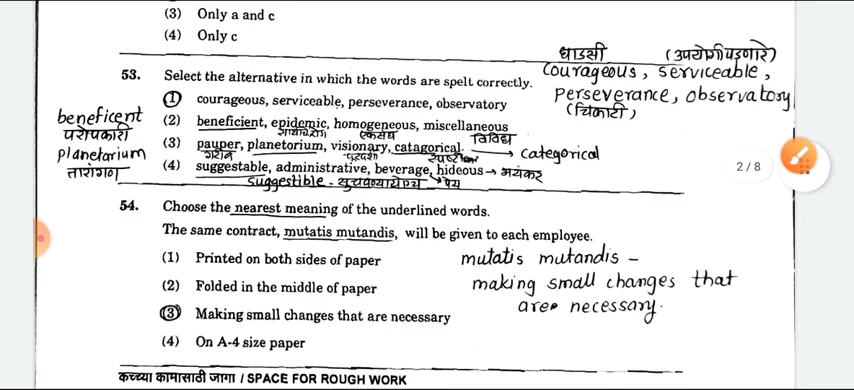 (3) Only a and c
(4) Only c
धाडसी (उपयोगी पडणारे)
53. Select the alternative in which the words are spelt correctly.
courageous, serviceable,
(1) courageous, serviceable, perseverance, observatory
perseverance, observatory
(चिकाटी)
beneficent
परोपकारी
planetarium
तारांगण
(2) beneficient, epidemic, homogeneous, miscellaneous
विविध
(3) pauper, planetorium, visionary, catagorical. → categorical
गरीब
(4) suggestable, administrative, beverage, hideous → भयंकर
suggestible - सूचवण्यायोग्य पेय
2/8
54. Choose the nearest meaning of the underlined words.
The same contract, mutatis mutandis, will be given to each employee.
(1) Printed on both sides of paper
(2) Folded in the middle of paper
(3) Making small changes that are necessary
(4) On A-4 size paper
mutatis mutandis -
making small changes that
are necessary.
कच्च्या कामासाठी जागा / SPACE FOR ROUGH WORK